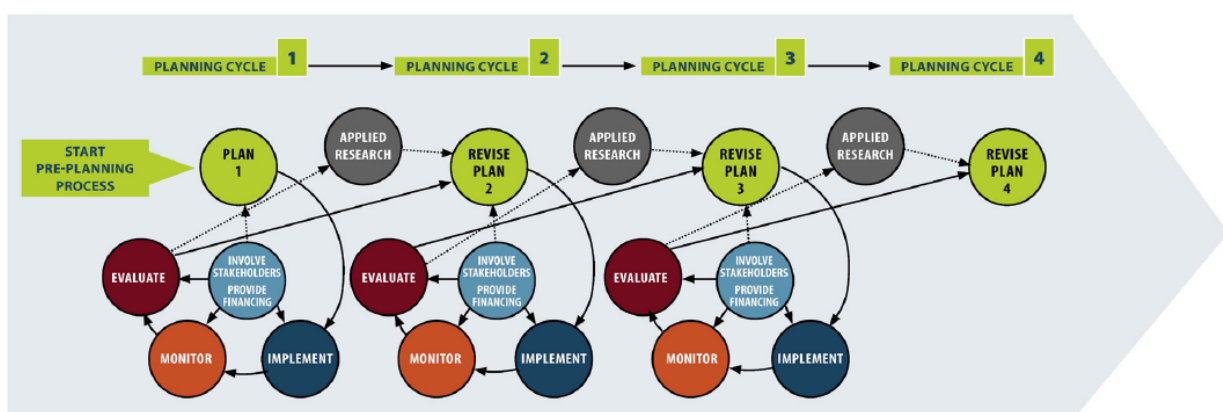 PLANNING CYCLE 1
PLANNING CYCLE 2
PLANNING CYCLE 3
PLANNING CYCLE 4
START
PRE-PLANNING
PROCESS
PLAN
1
APPLIED
RESEARCH
REVISE
PLAN
2
APPLIED
RESEARCH
REVISE
PLAN
3
APPLIED
RESEARCH
REVISE
PLAN
4
EVALUATE
INVOLVE
STAKEHOLDERS
PROVIDE
FINANCING
MONITOR
IMPLEMENT
EVALUATE
INVOLVE
STAKEHOLDERS
PROVIDE
FINANCING
MONITOR
IMPLEMENT
EVALUATE
INVOLVE
STAKEHOLDERS
PROVIDE
FINANCING
MONITOR
IMPLEMENT